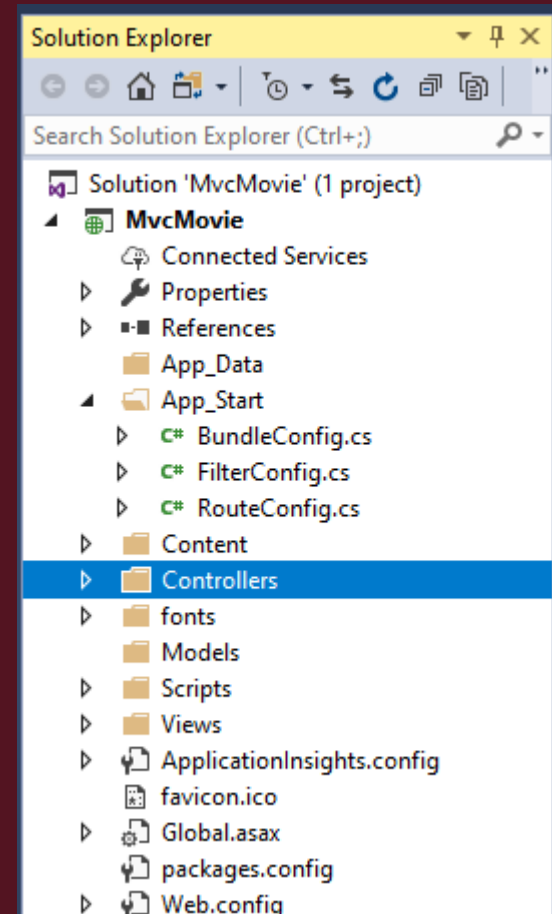 Solution Explorer
Search Solution Explorer (Ctrl+;)
Solution 'MvcMovie' (1 project)
MvcMovie
Connected Services
Properties
References
App_Data
App_Start
C# BundleConfig.cs
C# FilterConfig.cs
C# RouteConfig.cs
Content
Controllers
fonts
Models
Scripts
Views
ApplicationInsights.config
favicon.ico
Global.asax
packages.config
Web.config